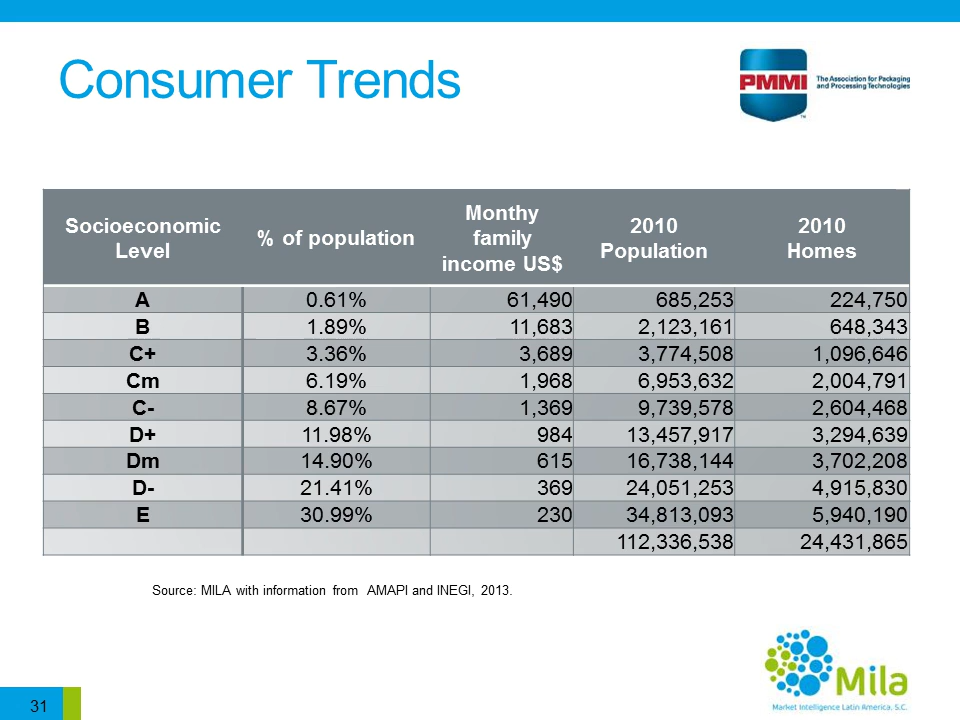 Consumer Trends
PMMI
The Association for Packaging
and Processing Technologies
™
Socioeconomic
Level
% of population
Monthy
family
income US$
2010
Population
2010
Homes
A 0.61% 61,490 685,253 224,750
B 1.89% 11,683 2,123,161 648,343
C+ 3.36% 3,689 3,774,508 1,096,646
Cm 6.19% 1,968 6,953,632 2,004,791
C- 8.67% 1,369 9,739,578 2,604,468
D+ 11.98% 984 13,457,917 3,294,639
Dm 14.90% 615 16,738,144 3,702,208
D- 21.41% 369 24,051,253 4,915,830
E 30.99% 230 34,813,093 5,940,190
112,336,538 24,431,865
Source: MILA with information from AMAPI and INEGI, 2013.
Mila
Market Intelligence Latin America, S.C.
31